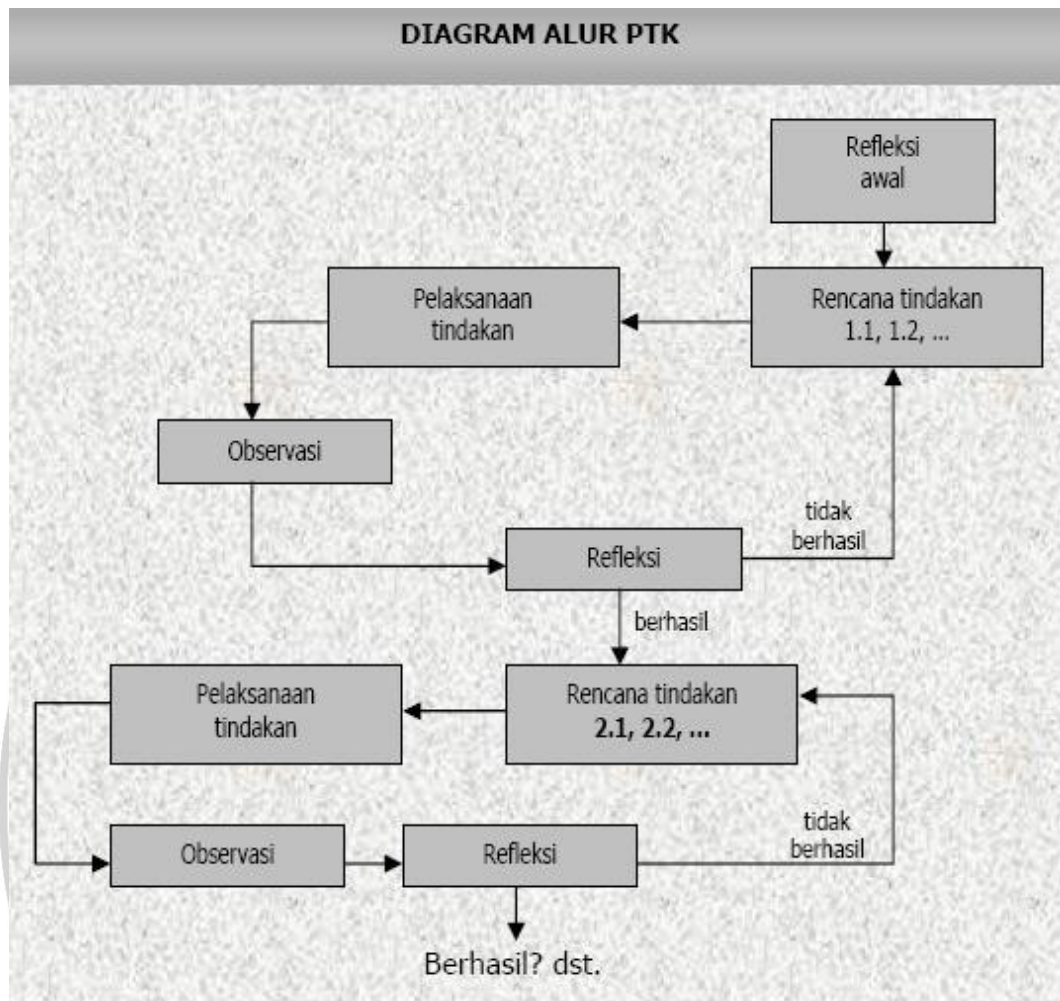 DIAGRAM ALUR PTK
Refleksi
awal
Rencana tindakan
1.1, 1.2, ...
Pelaksanaan
tindakan
Observasi
Refleksi
tidak
berhasil
berhasil
Rencana tindakan
2.1, 2.2, ...
Pelaksanaan
tindakan
Observasi
Refleksi
tidak
berhasil
Berhasil? dst.